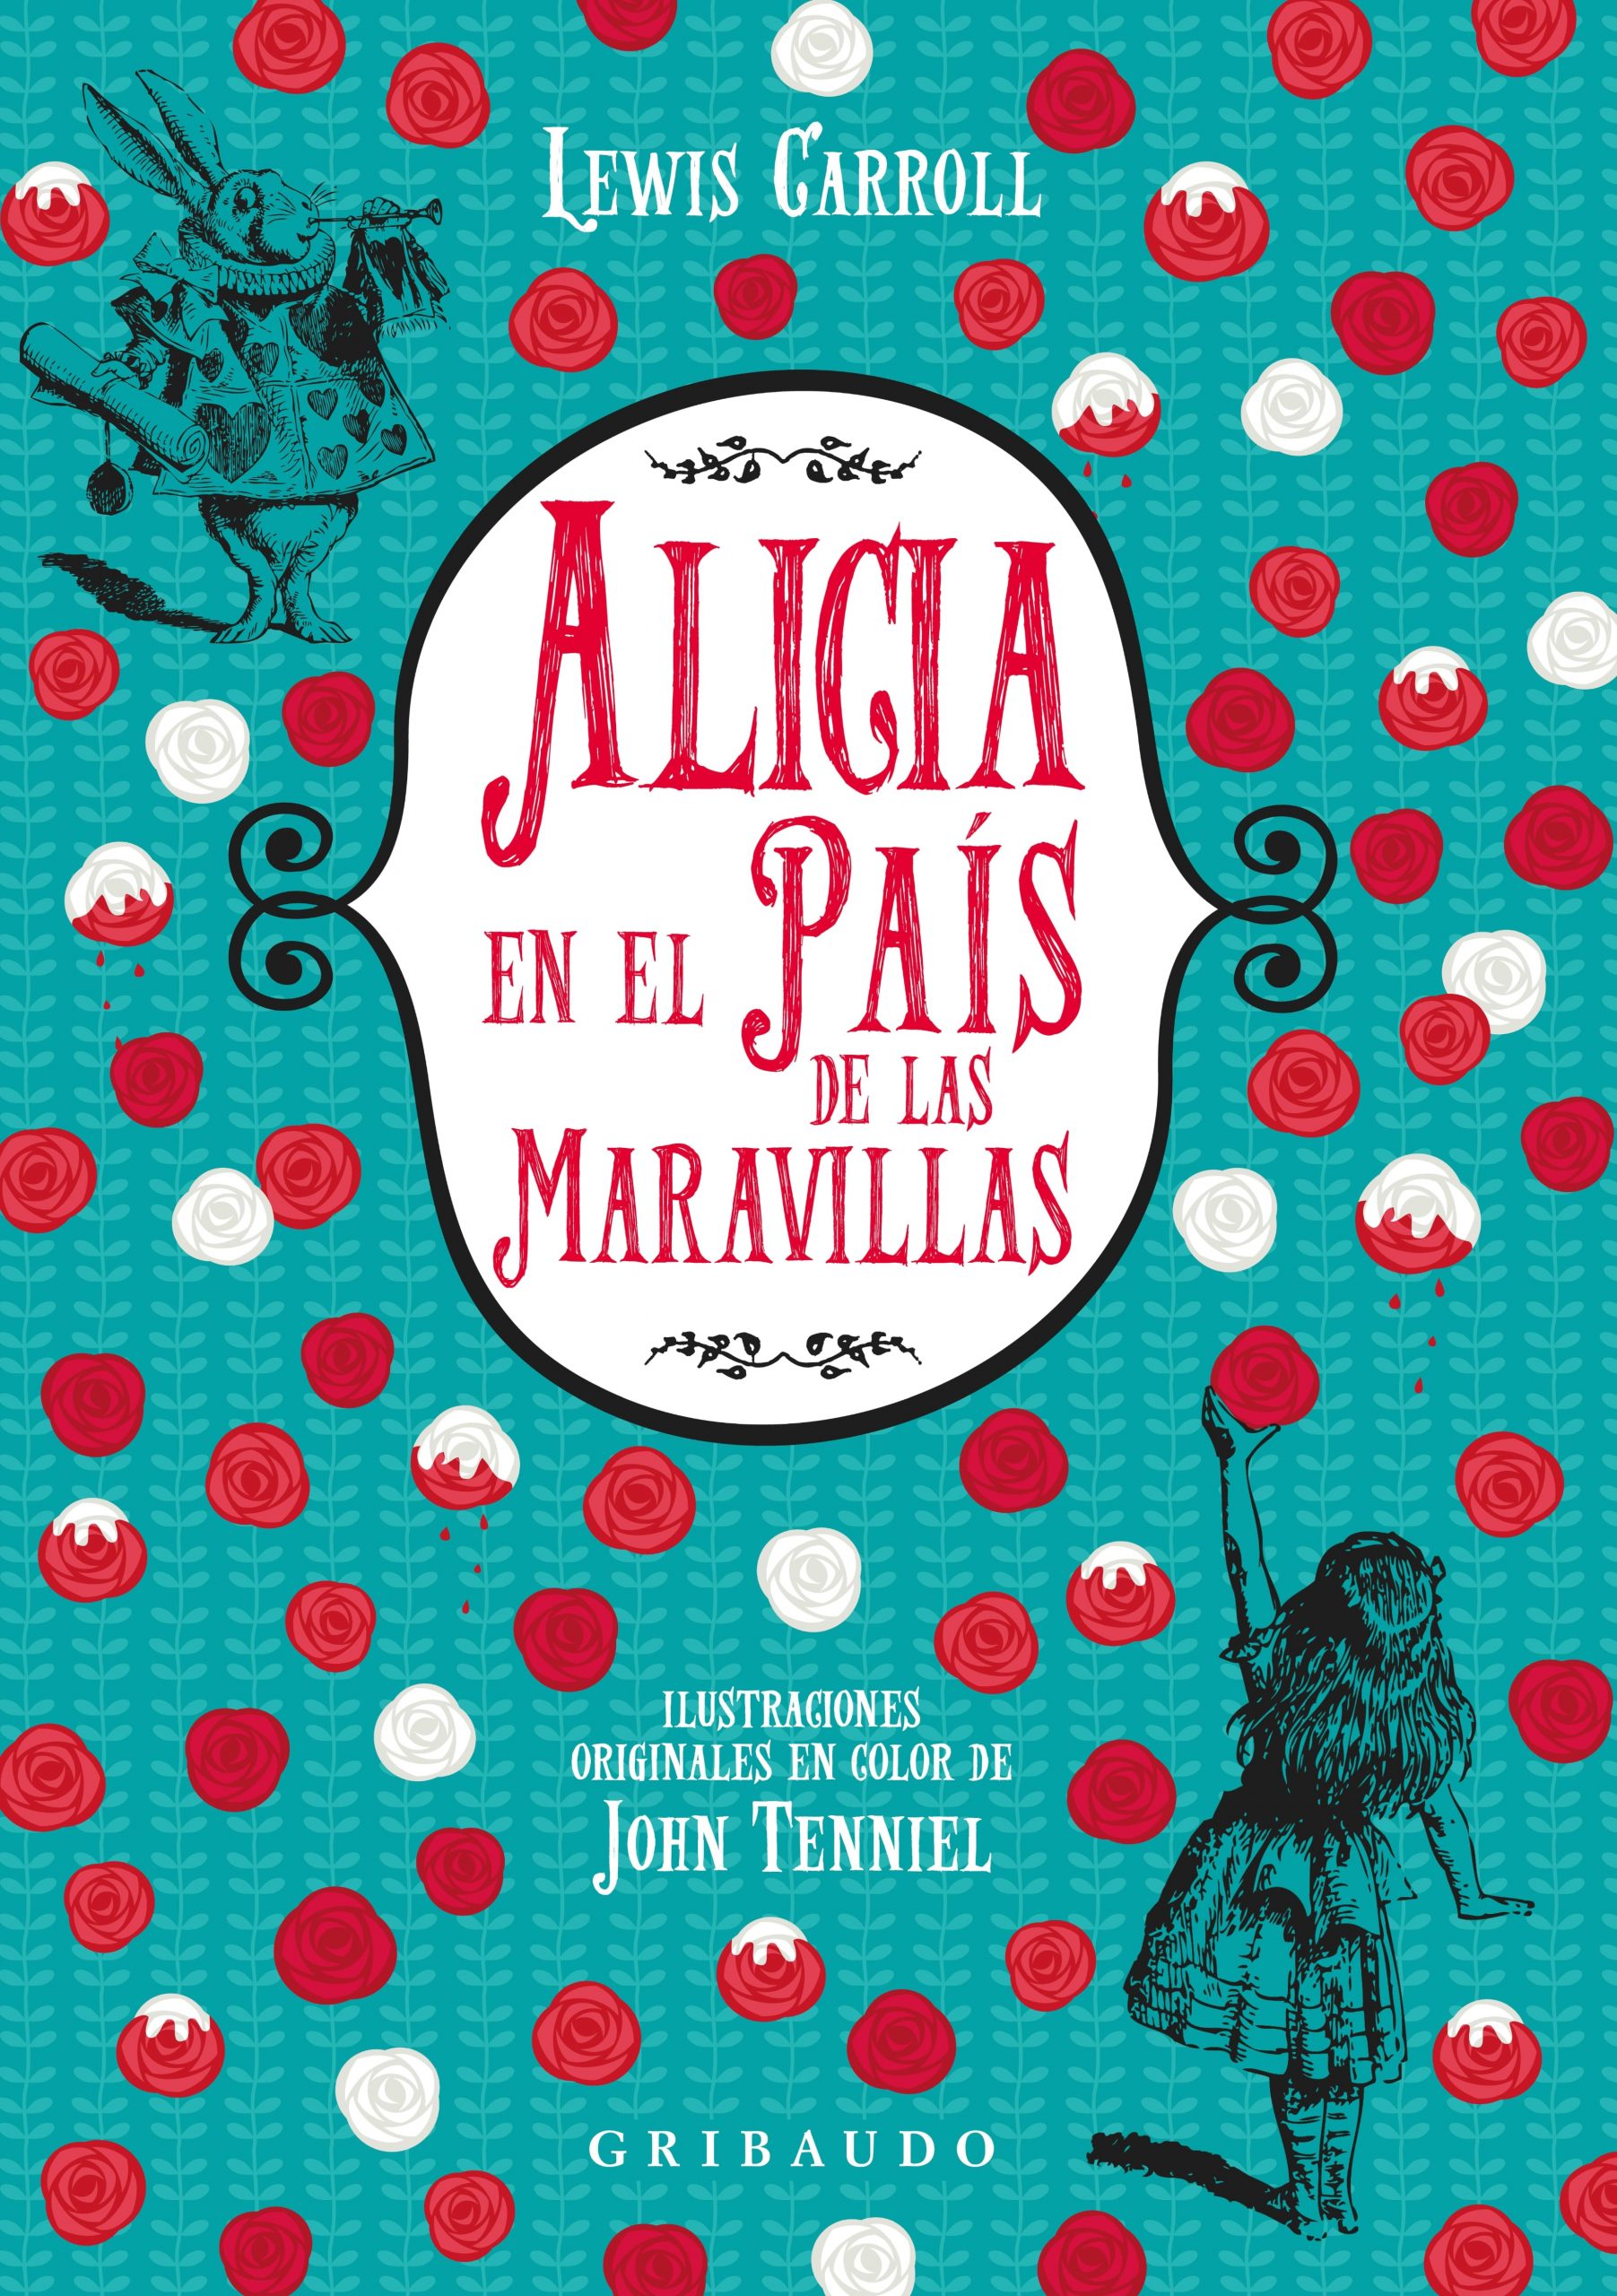 LEWIS CARROLL
ALICIA
EN EL PAÍS
DE LAS
MARAVILLAS
ILUSTRACIONES
ORIGINALES EN COLOR DE
JOHN TENNIEL
GRIBAUDO